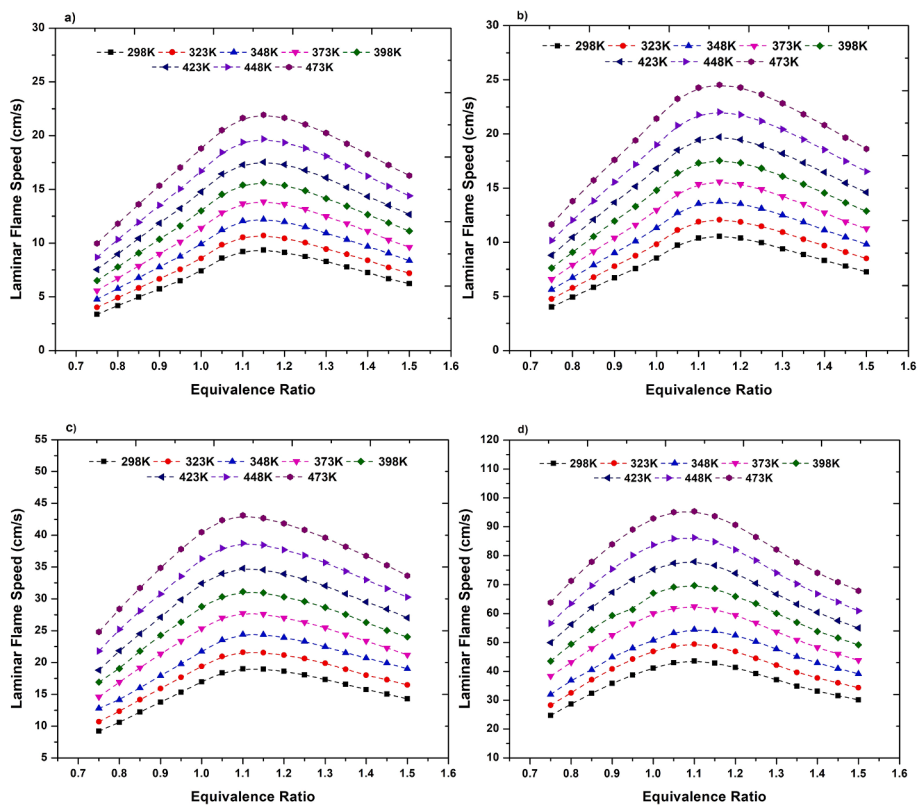 a)
30
298K 323K 348K 373K 398K
423K 448K 473K
25
20
15
10
5
0
Laminar Flame Speed (cm/s)
0.7 0.8 0.9 1.0 1.1 1.2 1.3 1.4 1.5 1.6
Equivalence Ratio
b)
30
298K 323K 348K 373K 398K
423K 448K 473K
25
20
15
10
5
0
Laminar Flame Speed (cm/s)
0.7 0.8 0.9 1.0 1.1 1.2 1.3 1.4 1.5 1.6
Equivalence Ratio
c)
55
298K 323K 348K 373K 398K
423K 448K 473K
50
45
40
35
30
25
20
15
10
5
Laminar Flame Speed (cm/s)
0.7 0.8 0.9 1.0 1.1 1.2 1.3 1.4 1.5 1.6
Equivalence Ratio
d)
120
298K 323K 348K 373K 398K
423K 448K 473K
110
100
90
80
70
60
50
40
30
20
10
Laminar Flame Speed (cm/s)
0.7 0.8 0.9 1.0 1.1 1.2 1.3 1.4 1.5 1.6
Equivalence Ratio